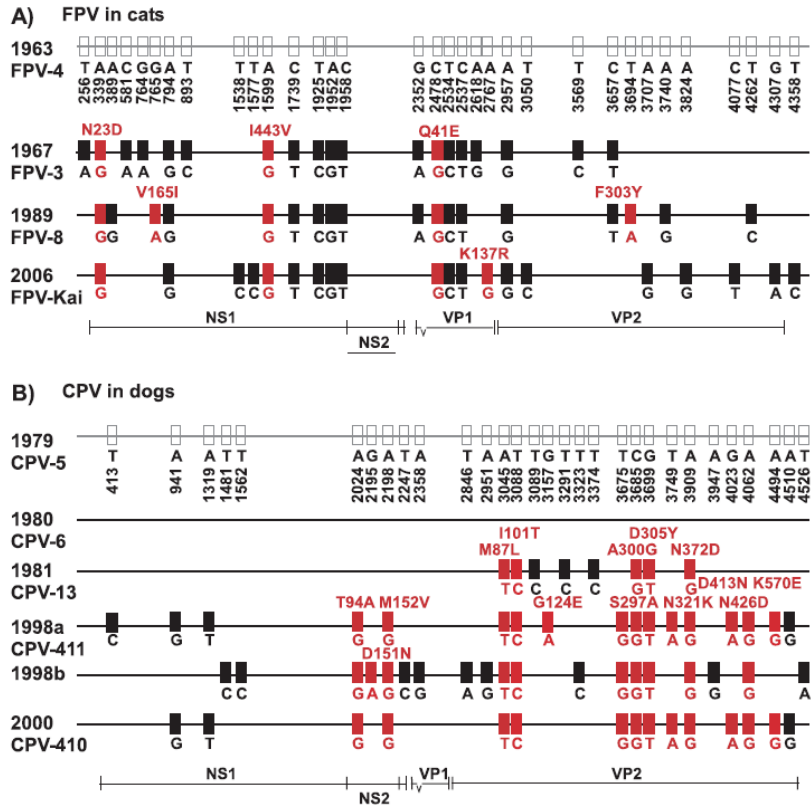 A) FPV in cats
1963
FPV-4
T A A C G G A T T T A C T A C G C T C A A A T T C T A A A C T G T
256 339 389 581 764 765 794 893 1538 1577 1599 1739 1925 1952 1958 2352 2478 2534 2537 2618 2767 2957 3050 3569 3657 3694 3707 3740 3824 4077 4262 4307 4358
N23D I443V Q41E
1967
FPV-3
A G A A G C G T C G T A G C T G G C T
V165I F303Y
1989
FPV-8
G G A G G T C G T A G C T G T A G C
K137R
2006
FPV-Kai
G G C C G T C G T G C T G G C G G T A C
NS1 VP1 VP2
NS2
B) CPV in dogs
1979
CPV-5
T A A T T A G A T A T A A T T G T T T T C G T A A G A A A T
413 941 1319 1481 1562 2024 2195 2198 2247 2358 2846 2951 3045 3088 3089 3157 3291 3323 3374 3675 3685 3699 3749 3909 3947 4023 4062 4494 4510 4526
1980
CPV-6
I101T D305Y
M87L A300G N372D
1981
CPV-13
T C C C C G T G
D413N K570E
T94A M152V G124E S297A N321K N426D
1998a
CPV-411
C G T G G T C A G G T A G A G G G
D151N
1998b
C C G A G C G A G T C C G G T G G G A
2000
CPV-410
G T G G T C G G T A G A G G G
NS1 VP1 VP2
NS2